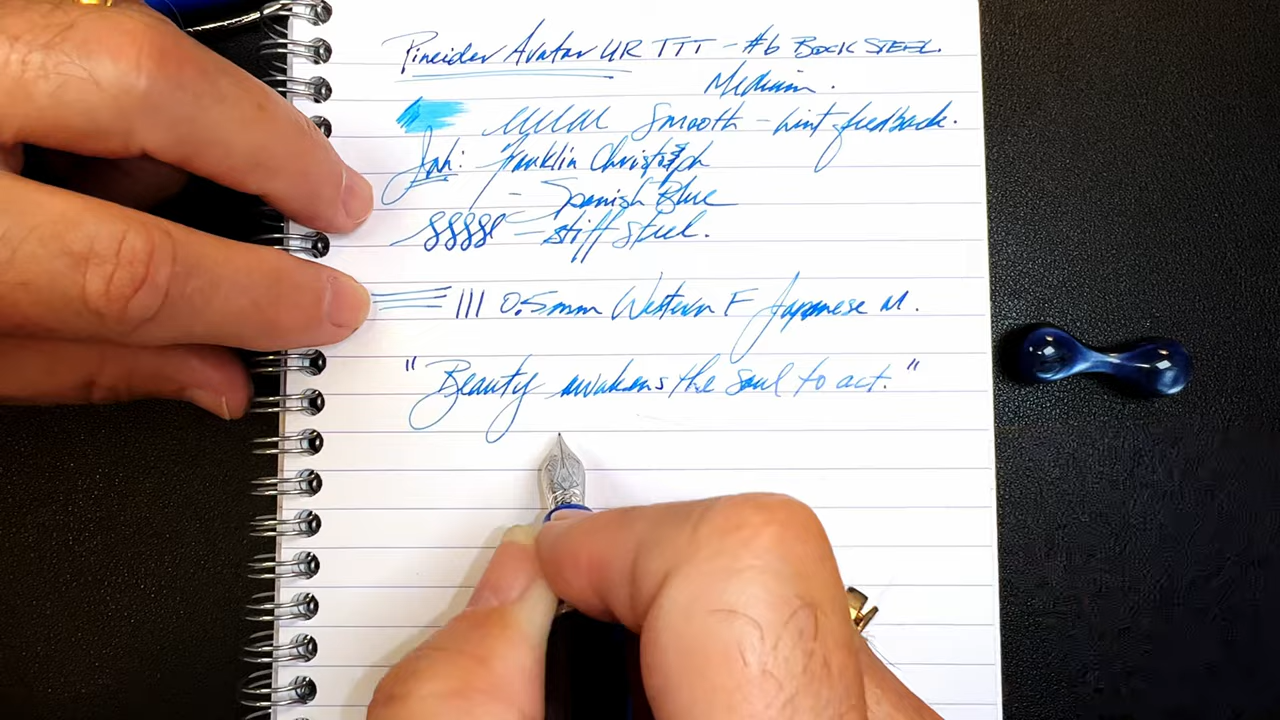 Pineider Avatar UR TTT - #6 BOCK STEEL.
Medium.
Smooth - hint feedback.
Ink: Franklin Christoph
- Spanish Blue
- stiff steel.
0.5mm Western F Japanese M.
"Beauty awakens the soul to act."